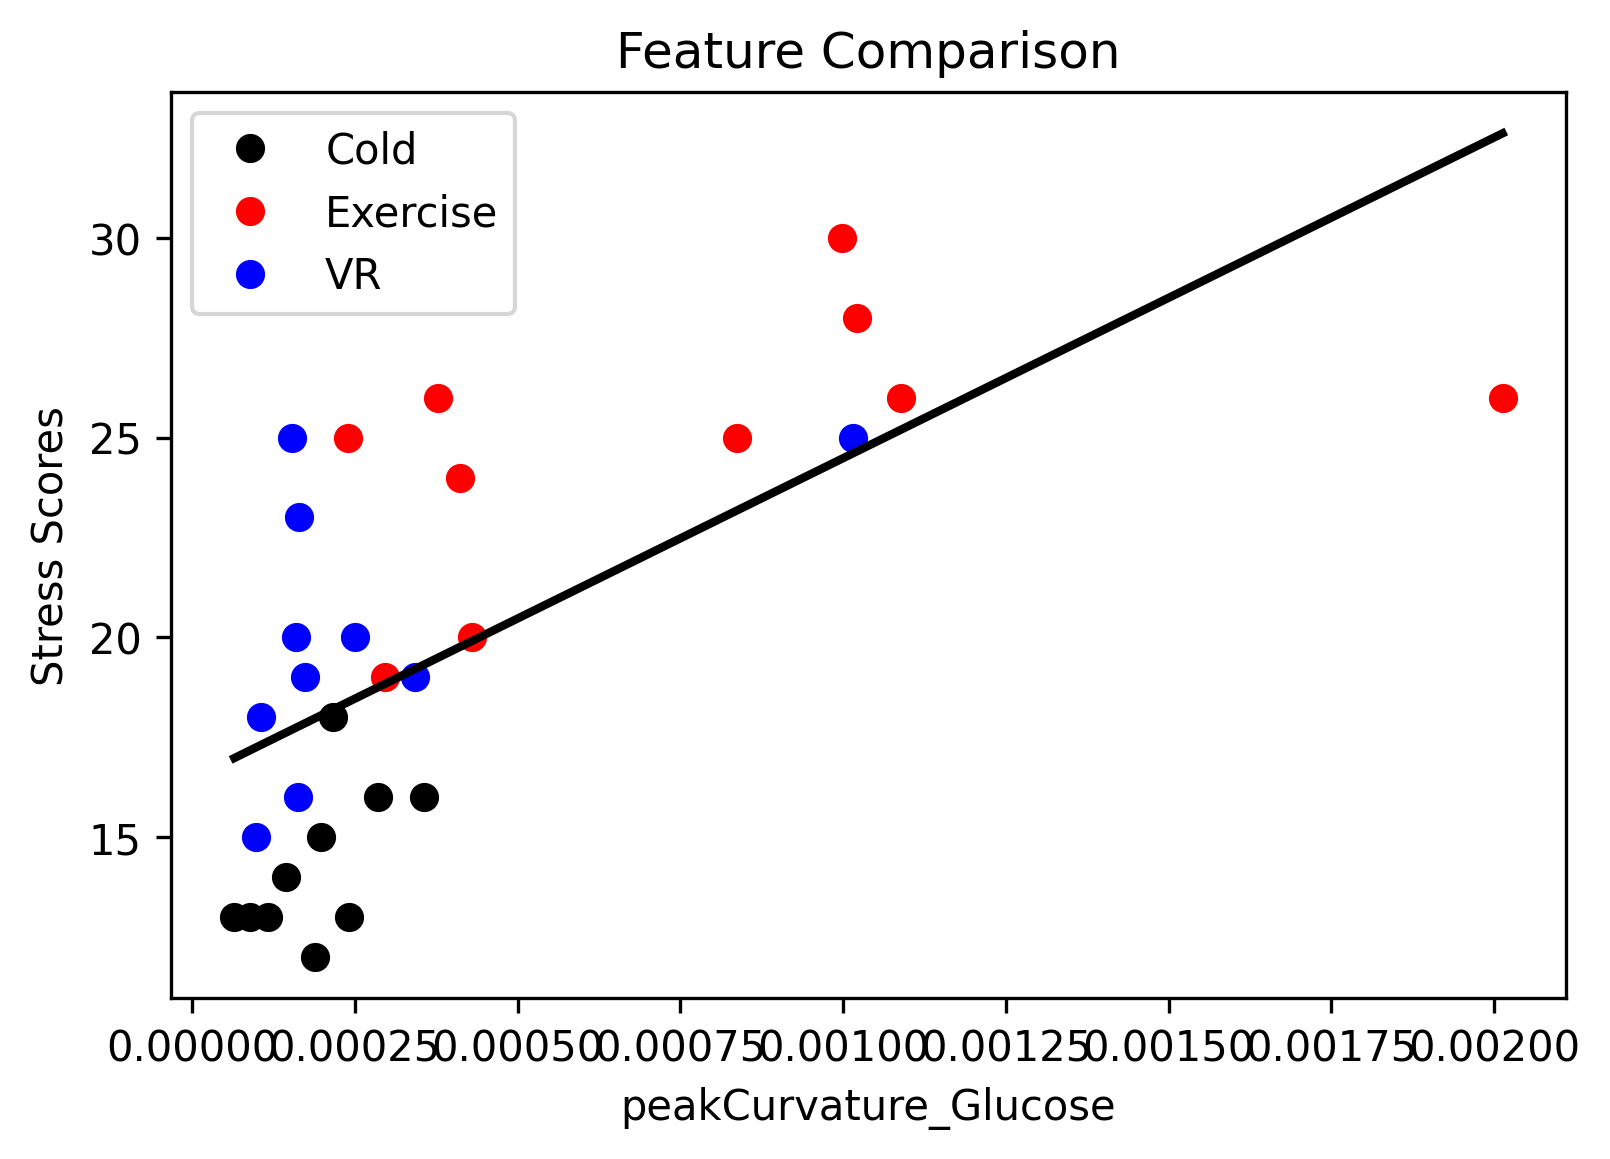 Feature Comparison
Cold
Exercise
VR
30
25
20
15
Stress Scores
0.00000 0.00025 0.00050 0.00075 0.00100 0.00125 0.00150 0.00175 0.00200
peakCurvature_Glucose